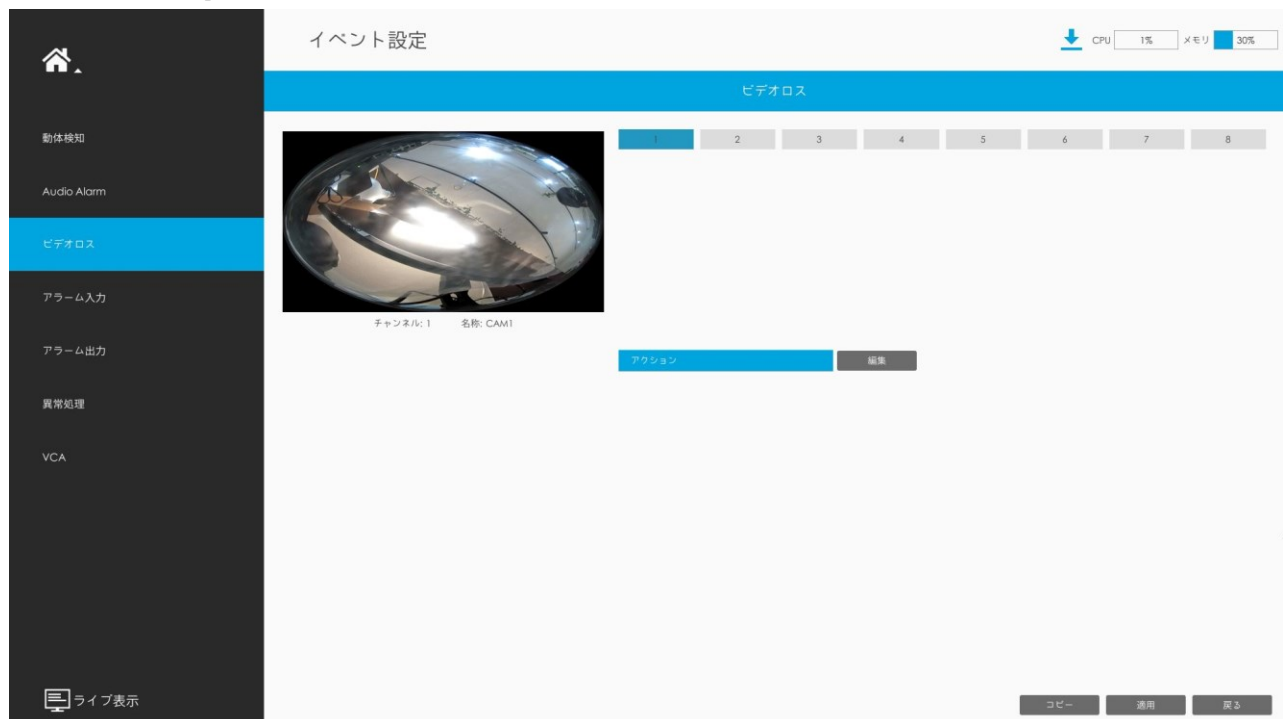 イベント設定
CPU 1% メモリ 30%
ビデオロス
動体検知
Audio Alarm
ビデオロス
アラーム入力
アラーム出力
異常処理
VCA
ライブ表示
1 2 3 4 5 6 7 8
チャンネル: 1 名称: CAM1
アクション 編集
コピー 適用 戻る